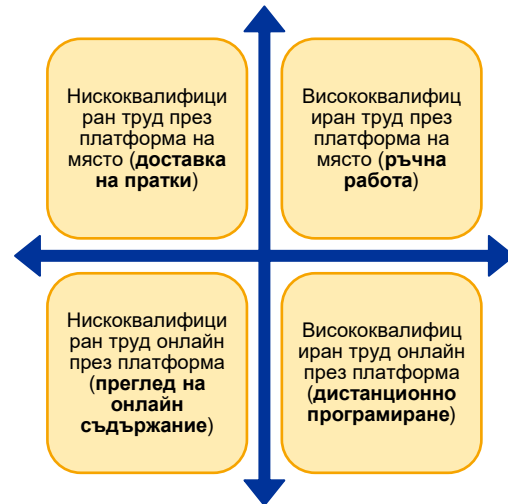 Нискоквалифици
ран труд през
платформа на
място (доставка
на пратки)
Висококвалифиц
иран труд през
платформа на
място (ръчна
работа)
Нискоквалифици
ран труд онлайн
през платформа
(преглед на
онлайн
съдържание)
Висококвалифиц
иран труд онлайн
през платформа
(дистанционно
програмиране)